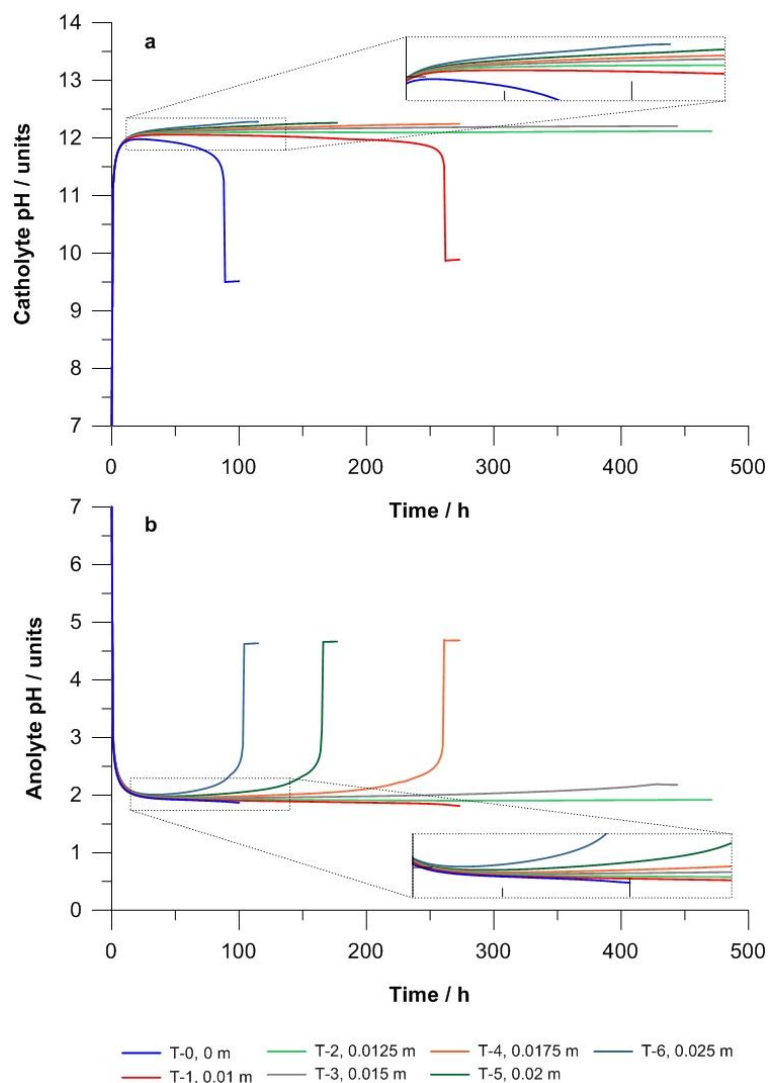 a
14
13
12
11
10
9
8
7
Catholyte pH / units
0 100 200 300 400 500
Time / h
b
7
6
5
4
3
2
1
0
Anolyte pH / units
0 100 200 300 400 500
Time / h
T-0, 0 m T-2, 0.0125 m T-4, 0.0175 m T-6, 0.025 m
T-1, 0.01 m T-3, 0.015 m T-5, 0.02 m